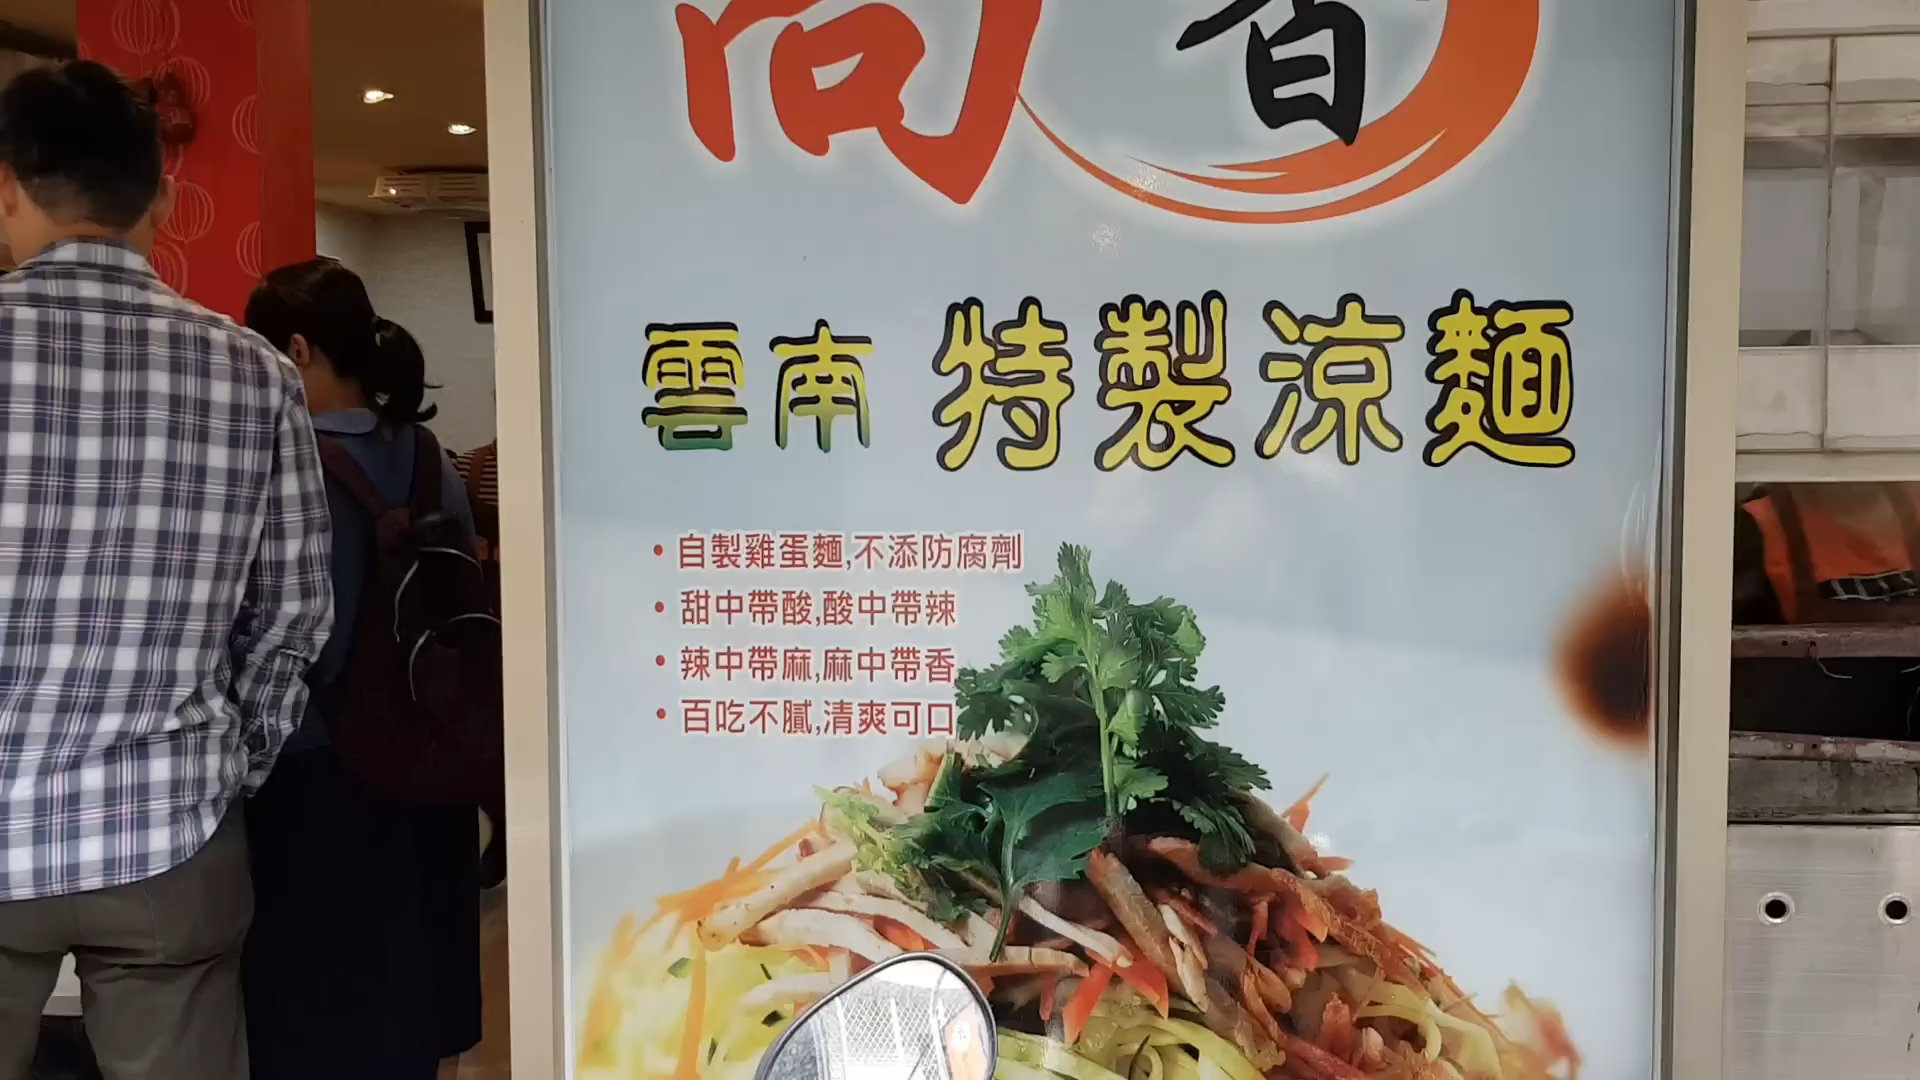 尚香
雲南 特製涼麵
・自製雞蛋麵,不添防腐劑
・甜中帶酸,酸中帶辣
・辣中帶麻,麻中帶香
・百吃不膩,清爽可口